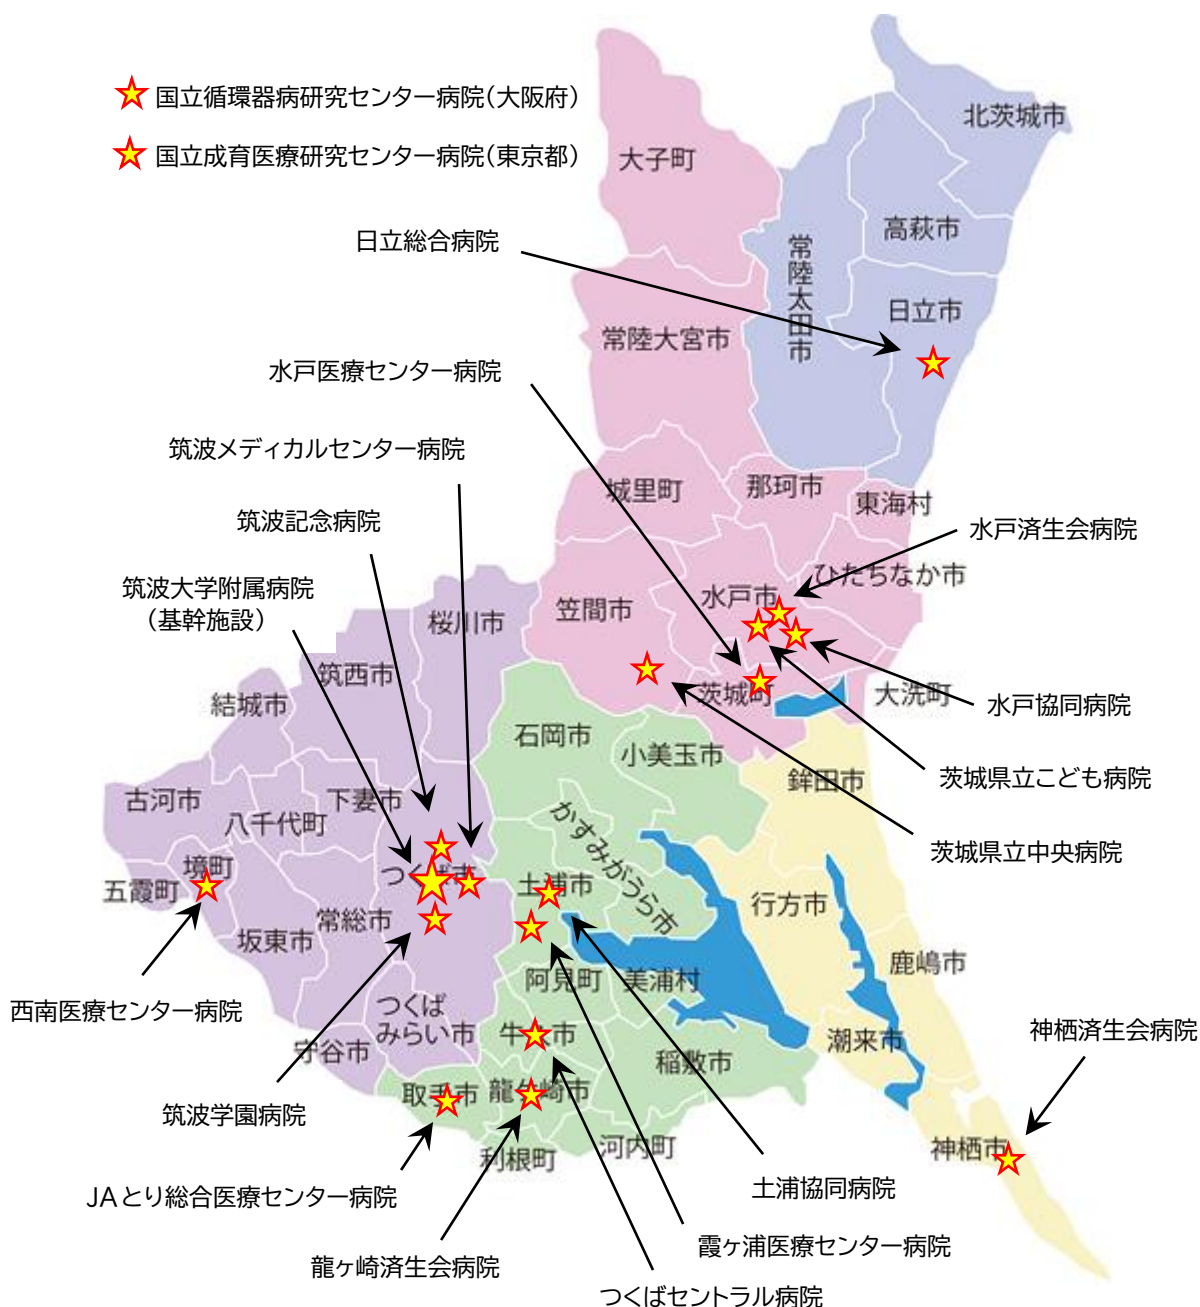 国立循環器病研究センター病院(大阪府)
国立成育医療研究センター病院(東京都)
北茨城市
大子町
高萩市
日立総合病院
常陸太田市
日立市
常陸大宮市
水戸医療センター病院
筑波メディカルセンター病院
城里町
那珂市
東海村
筑波記念病院
水戸済生会病院
筑波大学附属病院
(基幹施設)
ひたちなか市
水戸市
笠間市
桜川市
筑西市
結城市
茨城町
大洗町
水戸協同病院
石岡市
小美玉市
鉾田市
茨城県立こども病院
古河市
下妻市
八千代町
かすみがうら市
茨城県立中央病院
境町
五霞町
つくば市
土浦市
行方市
常総市
坂東市
鹿嶋市
阿見町
美浦村
西南医療センター病院
つくば
みらい市
守谷市
牛久市
稲敷市
潮来市
神栖済生会病院
取手市
龍ケ崎市
筑波学園病院
利根町
河内町
神栖市
JAとり総合医療センター病院
土浦協同病院
霞ヶ浦医療センター病院
龍ヶ崎済生会病院
つくばセントラル病院